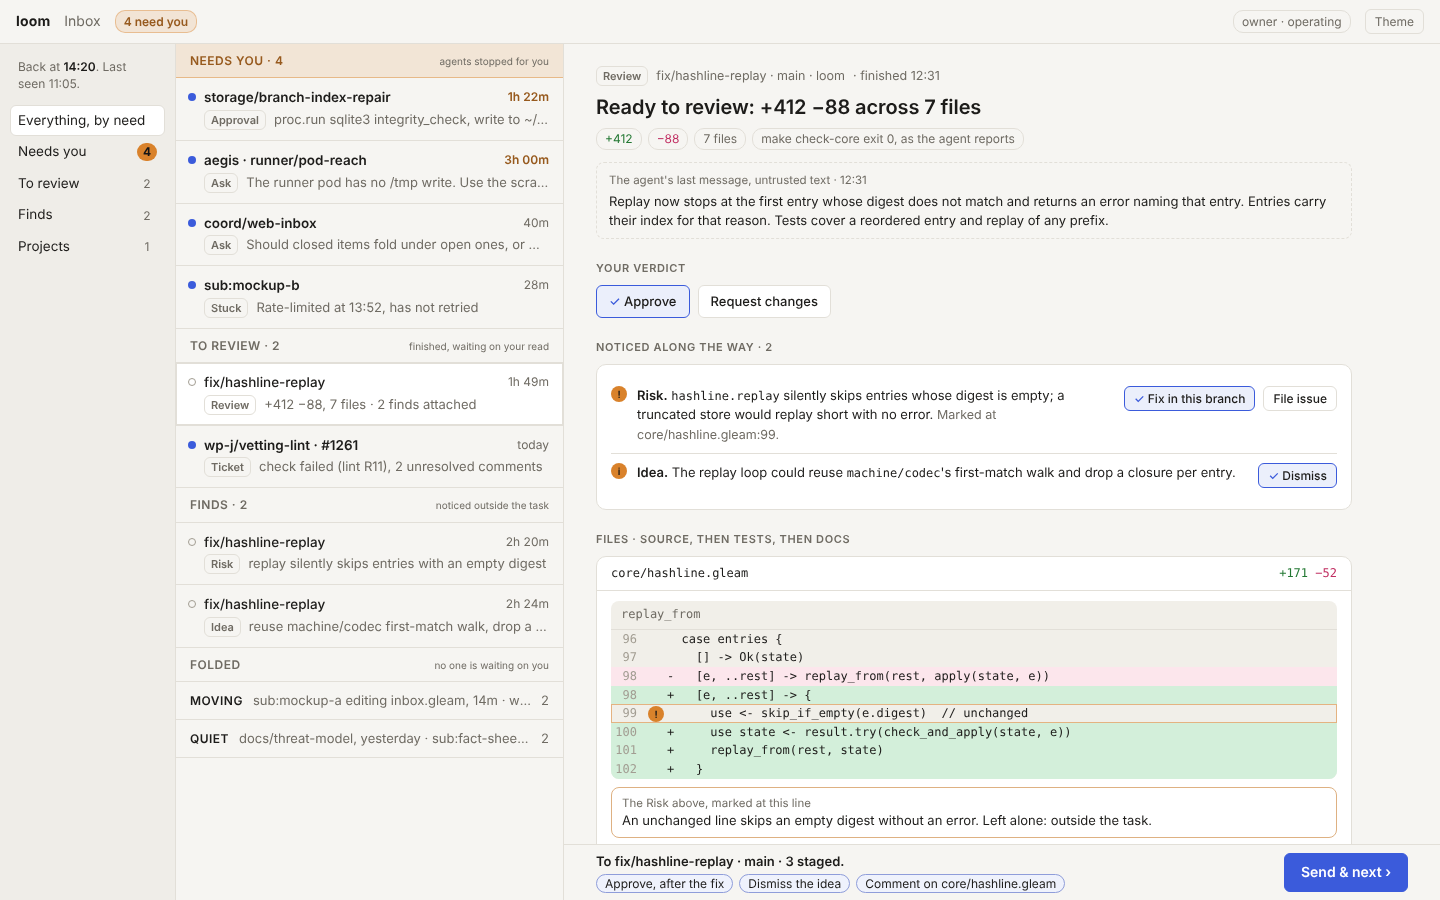 loom Inbox 4 need you owner · operating Theme
Back at 14:20. Last
seen 11:05.
Everything, by need
Needs you 4
To review 2
Finds 2
Projects 1
NEEDS YOU · 4 agents stopped for you
storage/branch-index-repair 1h 22m
Approval proc.run sqlite3 integrity_check, write to ~/...
aegis · runner/pod-reach 3h 00m
Ask The runner pod has no /tmp write. Use the scra...
coord/web-inbox 40m
Ask Should closed items fold under open ones, or ...
sub:mockup-b 28m
Stuck Rate-limited at 13:52, has not retried
TO REVIEW · 2 finished, waiting on your read
fix/hashline-replay 1h 49m
Review +412 −88, 7 files · 2 finds attached
wp-j/vetting-lint · #1261 today
Ticket check failed (lint R11), 2 unresolved comments
FINDS · 2 noticed outside the task
fix/hashline-replay 2h 20m
Risk replay silently skips entries with an empty digest
fix/hashline-replay 2h 24m
Idea reuse machine/codec first-match walk, drop a ...
FOLDED no one is waiting on you
MOVING sub:mockup-a editing inbox.gleam, 14m · w... 2
QUIET docs/threat-model, yesterday · sub:fact-shee... 2
Review fix/hashline-replay · main · loom · finished 12:31
Ready to review: +412 −88 across 7 files
+412 −88 7 files make check-core exit 0, as the agent reports
The agent's last message, untrusted text · 12:31
Replay now stops at the first entry whose digest does not match and returns an error naming that entry. Entries carry
their index for that reason. Tests cover a reordered entry and replay of any prefix.
YOUR VERDICT
✓ Approve Request changes
NOTICED ALONG THE WAY · 2
! Risk. hashline.replay silently skips entries whose digest is empty; a
truncated store would replay short with no error. Marked at
core/hashline.gleam:99.
✓ Fix in this branch File issue
i Idea. The replay loop could reuse machine/codec's first-match walk and drop a closure per entry. ✓ Dismiss
FILES · SOURCE, THEN TESTS, THEN DOCS
core/hashline.gleam +171 −52
replay_from
96 case entries {
97 [] -> Ok(state)
98 - [e, ..rest] -> replay_from(rest, apply(state, e))
98 + [e, ..rest] -> {
99 ! use <- skip_if_empty(e.digest) // unchanged
100 + use state <- result.try(check_and_apply(state, e))
101 + replay_from(rest, state)
102 + }
The Risk above, marked at this line
An unchanged line skips an empty digest without an error. Left alone: outside the task.
To fix/hashline-replay · main · 3 staged.
Approve, after the fix Dismiss the idea Comment on core/hashline.gleam
Send & next ›